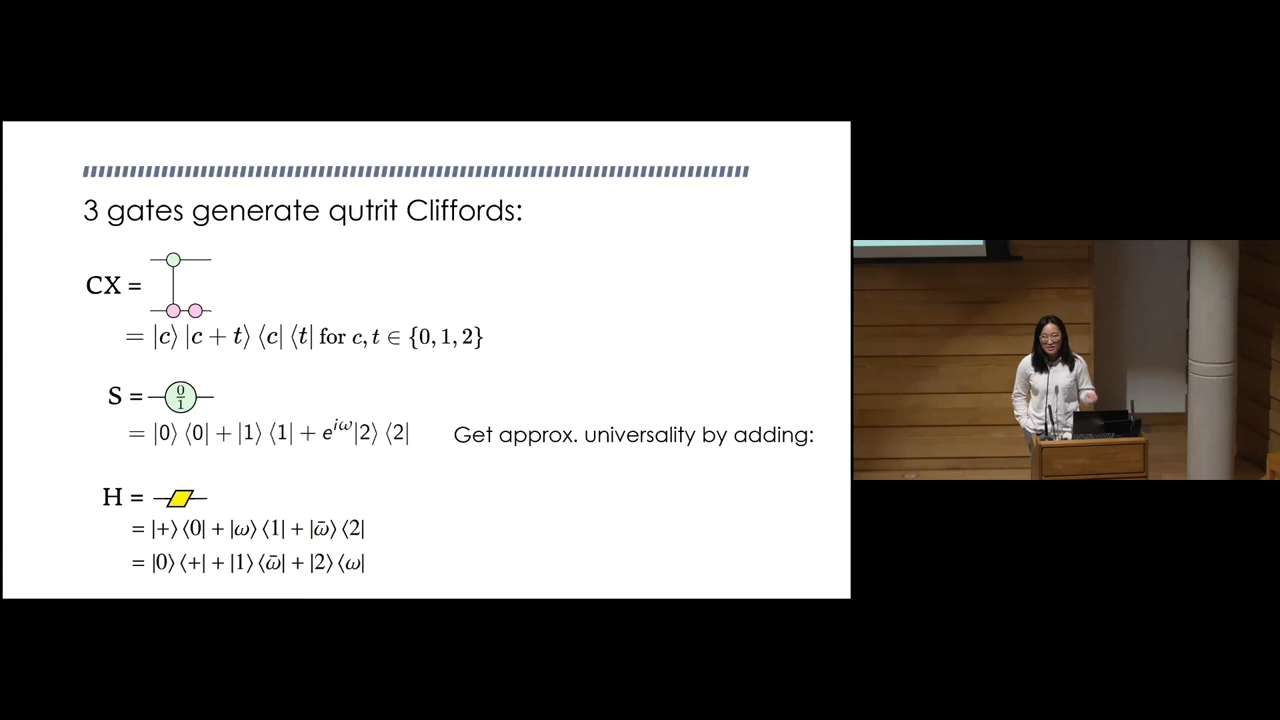 3 gates generate qutrit Cliffords:
CX =
= |c⟩ |c + t⟩ ⟨c| ⟨t| for c, t ∈ {0, 1, 2}
S = 0/1
= |0⟩ ⟨0| + |1⟩ ⟨1| + e^{iω}|2⟩ ⟨2|
Get approx. universality by adding:
H =
= |+⟩ ⟨0| + |ω⟩ ⟨1| + |ω̄⟩ ⟨2|
= |0⟩ ⟨+| + |1⟩ ⟨ω̄| + |2⟩ ⟨ω|